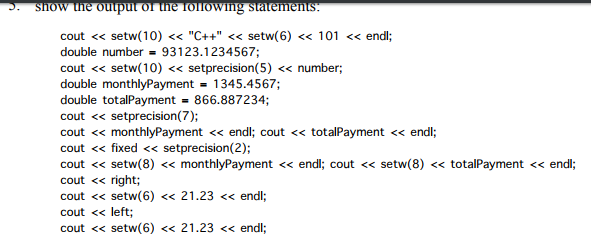 5. show the output of the following statements:
cout << setw(10) << "C++" << setw(6) << 101 << endl;
double number = 93123.1234567;
cout << setw(10) << setprecision(5) << number;
double monthlyPayment = 1345.4567;
double totalPayment = 866.887234;
cout << setprecision(7);
cout << monthlyPayment << endl; cout << totalPayment << endl;
cout << fixed << setprecision(2);
cout << setw(8) << monthlyPayment << endl; cout << setw(8) << totalPayment << endl;
cout << right;
cout << setw(6) << 21.23 << endl;
cout << left;
cout << setw(6) << 21.23 << endl;